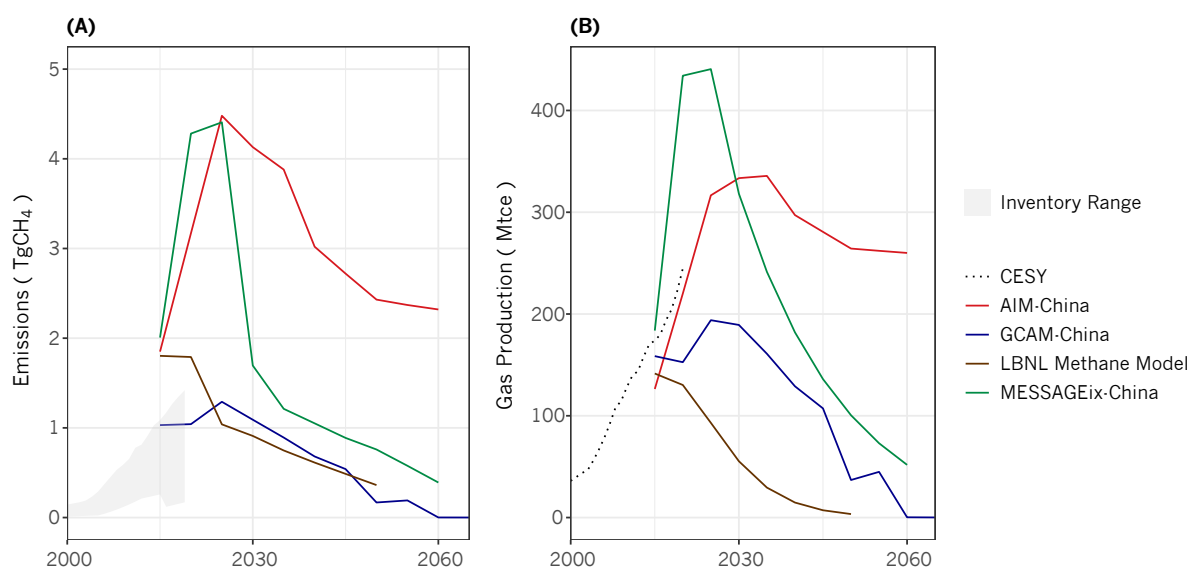 (A)
(B)
Emissions ( TgCH₄ )
5
4
3
2
1
0
2000
2030
2060
Gas Production ( Mtce )
400
300
200
100
0
2000
2030
2060
Inventory Range
CESY
AIM-China
GCAM-China
LBNL Methane Model
MESSAGEix-China